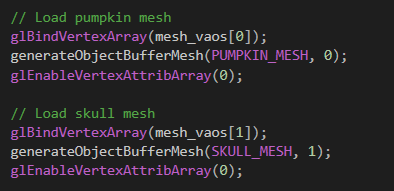 // Load pumpkin mesh
glBindVertexArray(mesh_vaos[0]);
generateObjectBufferMesh(PUMPKIN_MESH, 0);
glEnableVertexAttribArray(0);
// Load skull mesh
glBindVertexArray(mesh_vaos[1]);
generateObjectBufferMesh(SKULL_MESH, 1);
glEnableVertexAttribArray(0);